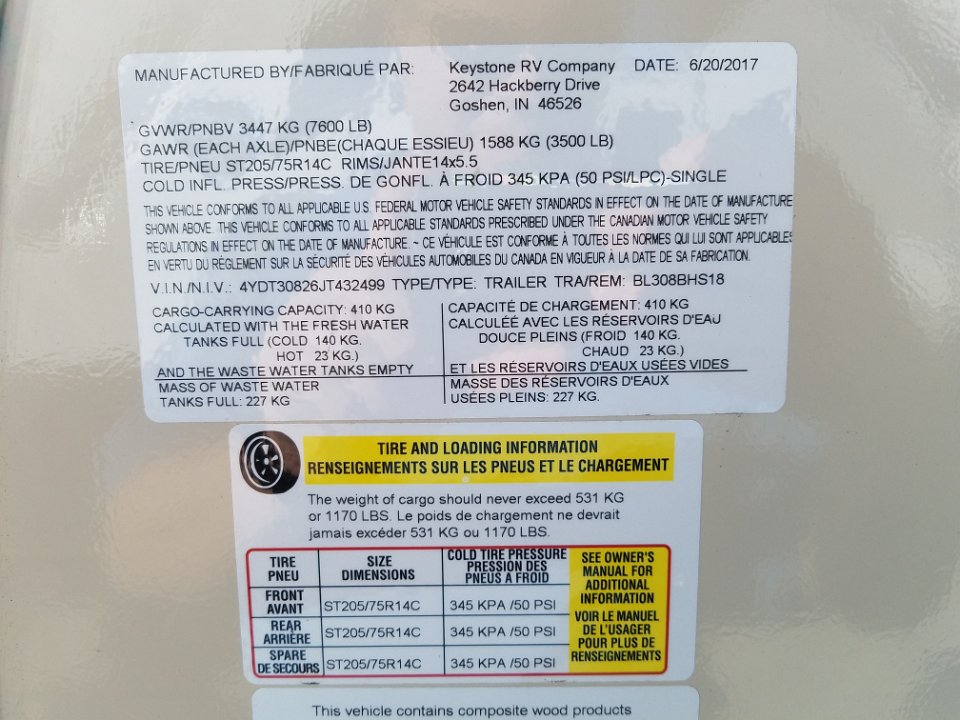 MANUFACTURED BY/FABRIQUÉ PAR: Keystone RV Company DATE: 6/20/2017
2642 Hackberry Drive
Goshen, IN 46526
GVWR/PNBV 3447 KG (7600 LB)
GAWR (EACH AXLE)/PNBE(CHAQUE ESSIEU) 1588 KG (3500 LB)
TIRE/PNEU ST205/75R14C RIMS/JANTE14x5.5
COLD INFL. PRESS/PRESS. DE GONFL. À FROID 345 KPA (50 PSI/LPC)-SINGLE
THIS VEHICLE CONFORMS TO ALL APPLICABLE U.S. FEDERAL MOTOR VEHICLE SAFETY STANDARDS IN EFFECT ON THE DATE OF MANUFACTURE
SHOWN ABOVE. THIS VEHICLE CONFORMS TO ALL APPLICABLE STANDARDS PRESCRIBED UNDER THE CANADIAN MOTOR VEHICLE SAFETY
REGULATIONS IN EFFECT ON THE DATE OF MANUFACTURE. ~ CE VÉHICULE EST CONFORME À TOUTES LES NORMES QUI LUI SONT APPLICABLES
EN VERTU DU RÈGLEMENT SUR LA SÉCURITÉ DES VÉHICULES AUTOMOBILES DU CANADA EN VIGUEUR À LA DATE DE SA FABRICATION.
V.I.N./N.I.V.: 4YDT30826JT432499 TYPE/TYPE: TRAILER TRA/REM: BL308BHS18
CARGO-CARRYING CAPACITY: 410 KG
CALCULATED WITH THE FRESH WATER
TANKS FULL (COLD 140 KG.
HOT 23 KG.)
AND THE WASTE WATER TANKS EMPTY
MASS OF WASTE WATER
TANKS FULL: 227 KG
CAPACITÉ DE CHARGEMENT: 410 KG
CALCULÉE AVEC LES RÉSERVOIRS D'EAU
DOUCE PLEINS (FROID 140 KG.
CHAUD 23 KG.)
ET LES RÉSERVOIRS D'EAUX USÉES VIDES
MASSE DES RÉSERVOIRS D'EAUX
USÉES PLEINS: 227 KG.
TIRE AND LOADING INFORMATION
RENSEIGNEMENTS SUR LES PNEUS ET LE CHARGEMENT
The weight of cargo should never exceed 531 KG
or 1170 LBS. Le poids de chargement ne devrait
jamais excéder 531 KG ou 1170 LBS.
TIRE
PNEU
SIZE
DIMENSIONS
COLD TIRE PRESSURE
PRESSION DES
PNEUS A FROID
FRONT
AVANT
ST205/75R14C
345 KPA /50 PSI
REAR
ARRIÈRE
ST205/75R14C
345 KPA /50 PSI
SPARE
DE SECOURS
ST205/75R14C
345 KPA /50 PSI
SEE OWNER'S
MANUAL FOR
ADDITIONAL
INFORMATION
VOIR LE MANUEL
DE L'USAGER
POUR PLUS DE
RENSEIGNEMENTS
This vehicle contains composite wood products